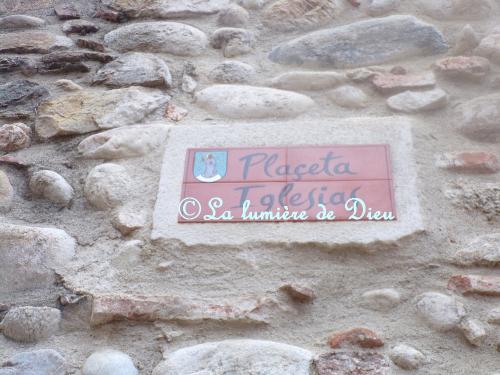 Plaçeta
Iglesias
© La lumière de Dieu